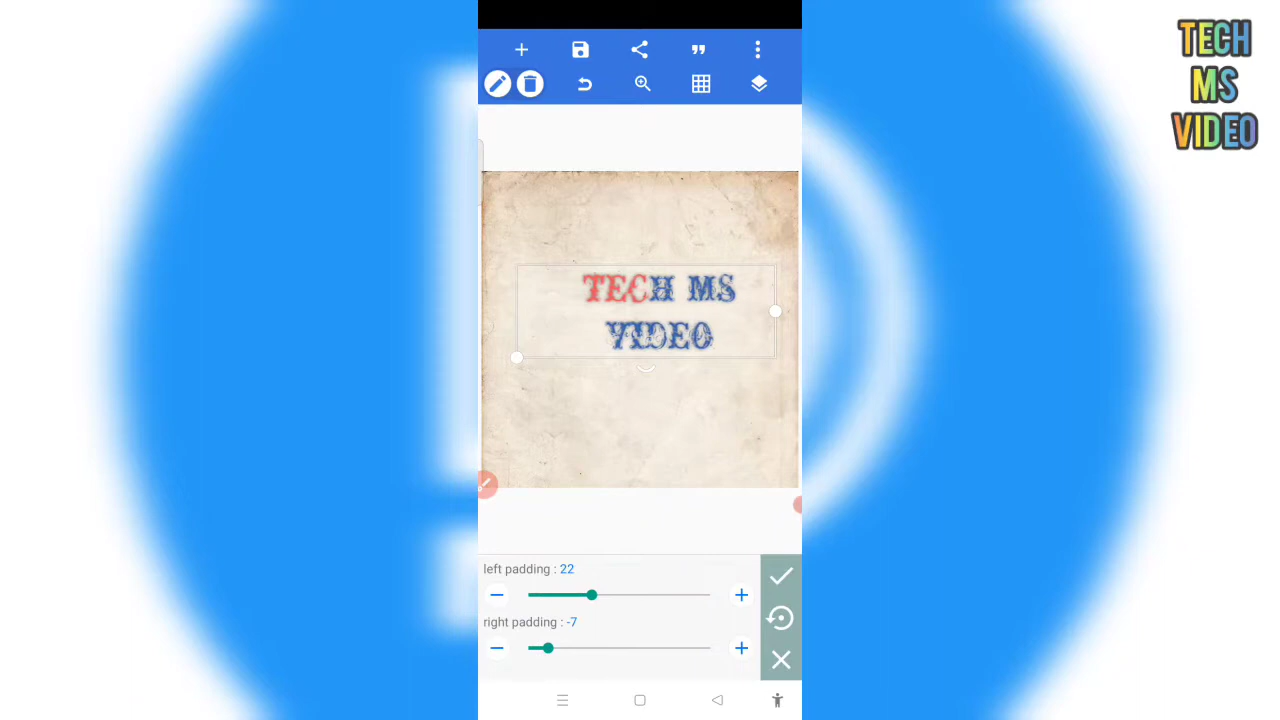 TECH
MS
VIDEO
TECH MS
VIDEO
left padding : 22
right padding : -7